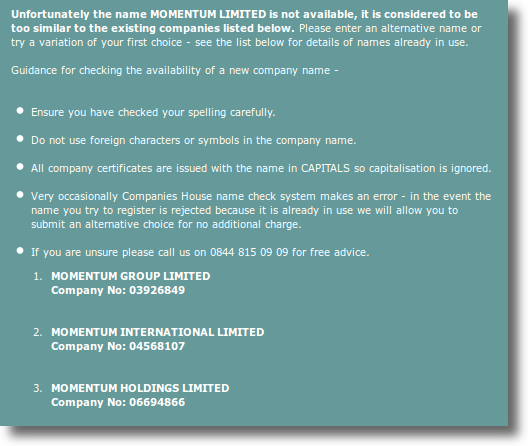 Unfortunately the name MOMENTUM LIMITED is not available, it is considered to be
too similar to the existing companies listed below. Please enter an alternative name or
try a variation of your first choice - see the list below for details of names already in use.
Guidance for checking the availability of a new company name -
• Ensure you have checked your spelling carefully.
• Do not use foreign characters or symbols in the company name.
• All company certificates are issued with the name in CAPITALS so capitalisation is ignored.
• Very occasionally Companies House name check system makes an error - in the event the
name you try to register is rejected because it is already in use we will allow you to
submit an alternative choice for no additional charge.
• If you are unsure please call us on 0844 815 09 09 for free advice.
1. MOMENTUM GROUP LIMITED
Company No: 03926849
2. MOMENTUM INTERNATIONAL LIMITED
Company No: 04568107
3. MOMENTUM HOLDINGS LIMITED
Company No: 06694866